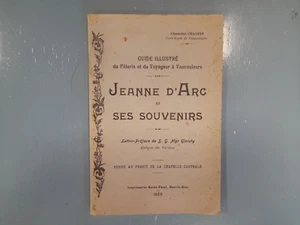 GUIDE ILLUSTRÉ
du Pèlerin et du Voyageur à Vaucouleurs
JEANNE D'ARC
ET
SES SOUVENIRS
Lettre-Préface de S. G. Mgr
VENDU AU PROFIT DE LA CHAPELLE CASTRALE
Imprimerie Saint-Paul, Bar-le-Duc